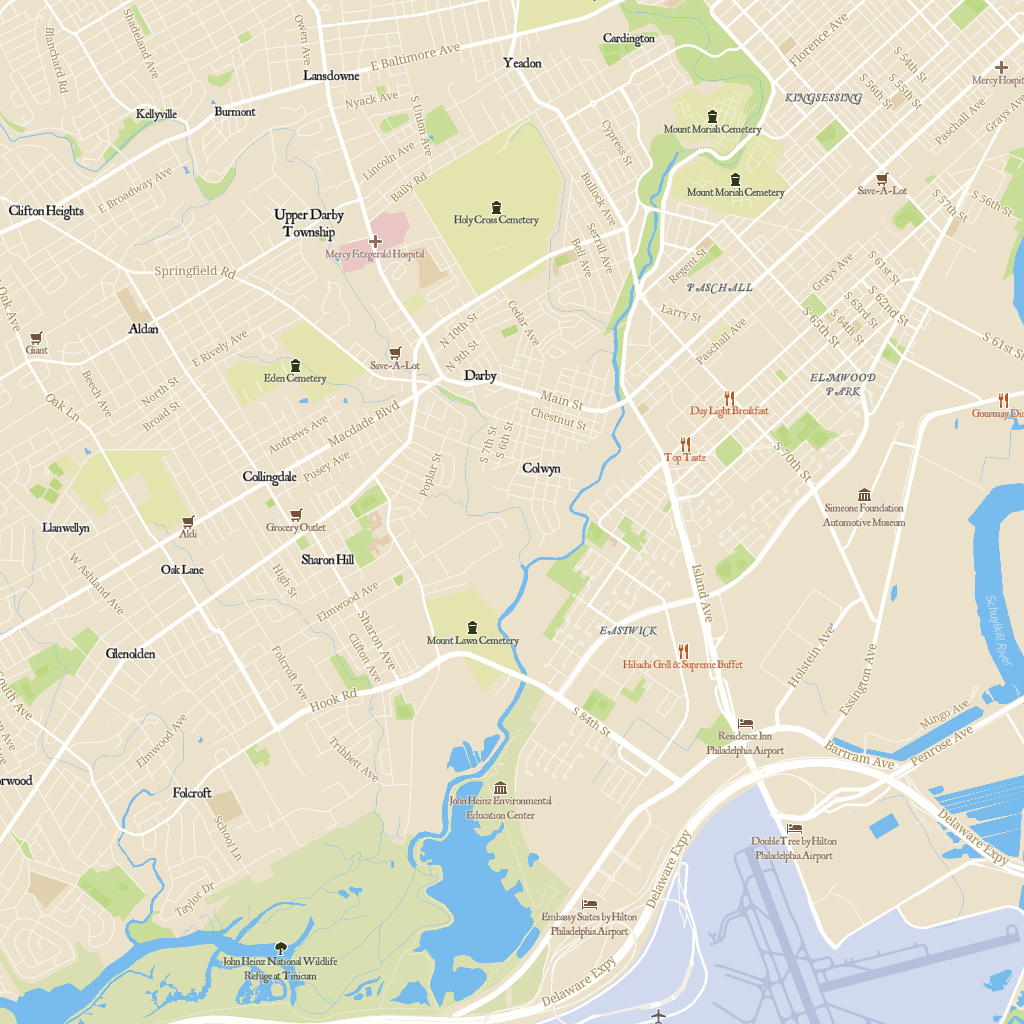 Cardington
Yeadon
Lansdowne
E Baltimore Ave
Owen Ave
Shadeland Ave
Blanchard Rd
Florence Ave
S 54th St
S 55th St
S 56th St
KINGSESSING
Paschall Ave
Grays Ave
Nyack Ave
S Union Ave
Kellyville
Burmont
Mount Moriah Cemetery
Cypress St
Lincoln Ave
Bally Rd
E Broadway Ave
Clifton Heights
Mount Moriah Cemetery
Save-A-Lot
S 57th St
S 56th St
Upper Darby
Township
Holy Cross Cemetery
Bullock Ave
Serrill Ave
Bell Ave
Mercy Fitzgerald Hospital
Springfield Rd
Regent St
PASCHALL
Grays Ave
S 61st St
S 62nd St
S 63rd St
S 64th St
S 65th St
Oak Ave
Aldan
Giant
E Rively Ave
N 10th St
N 9th St
Cedar Ave
Larry St
Paschall Ave
S 61st St
Save-A-Lot
Eden Cemetery
Darby
Beech Ave
North St
Broad St
Oak Ln
Main St
Chestnut St
ELMWOOD
PARK
Day Light Breakfast
Macdade Blvd
Andrews Ave
Pusey Ave
S 7th St
S 6th St
Top Taste
S 70th St
Collingdale
Poplar St
Colwyn
Simeone Foundation
Automotive Museum
Llanwellyn
Aldi
Grocery Outlet
Sharon Hill
Oak Lane
W Ashland Ave
High St
Elmwood Ave
Island Ave
Schuylkill River
Sharon Ave
Clifton Ave
Mount Lawn Cemetery
EASTWICK
Glenolden
Hibachi Grill & Supreme Buffet
Holstein Ave
Essington Ave
Folcroft Ave
Hook Rd
South Ave
S 84th St
Mingo Ave
Penrose Ave
Bartram Ave
Residence Inn
Philadelphia Airport
Elmwood Ave
Tribbett Ave
Folcroft
School Ln
John Heinz Environmental
Education Center
Delaware Expy
Delaware Expy
DoubleTree by Hilton
Philadelphia Airport
Taylor Dr
Embassy Suites by Hilton
Philadelphia Airport
John Heinz National Wildlife
Refuge at Tinicum
Delaware Expy